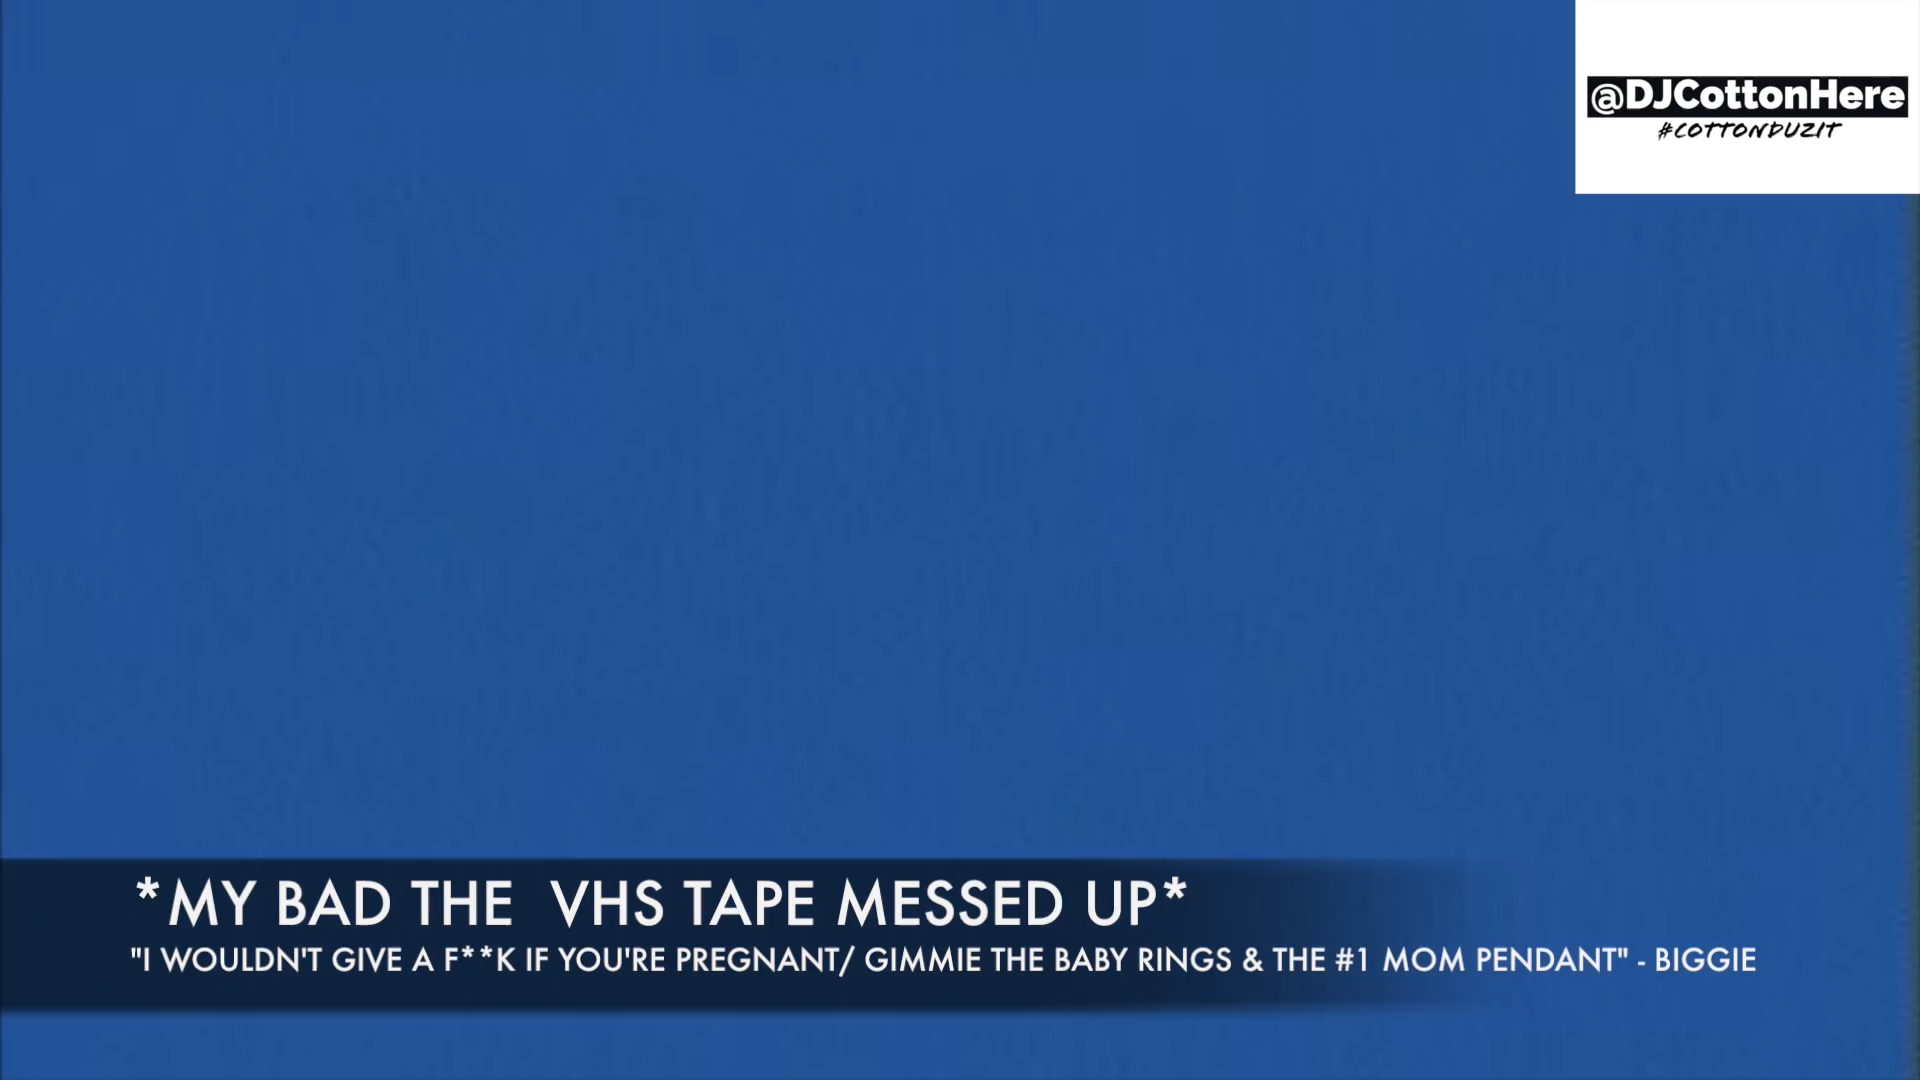 @DJCottonHere
#COTTONDUZIT
*MY BAD THE  VHS TAPE MESSED UP*
"I WOULDN'T GIVE A F**K IF YOU'RE PREGNANT/ GIMMIE THE BABY RINGS & THE #1 MOM PENDANT" - BIGGIE